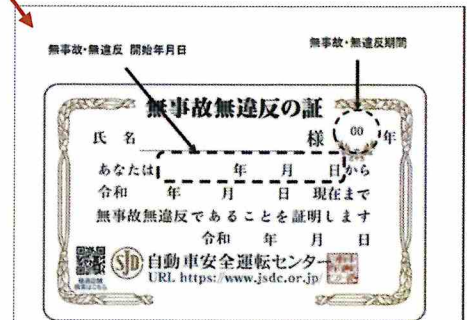 無事故・無違反 開始年月日
無事故・無違反期間
無事故無違反の証
氏 名 様 00 年
あなたは 年 月 日から
令和 年 月 日 現在まで
無事故無違反であることを証明します
令和 年 月 日
SD 自動車安全運転センター
URL https://www.jsdc.or.jp